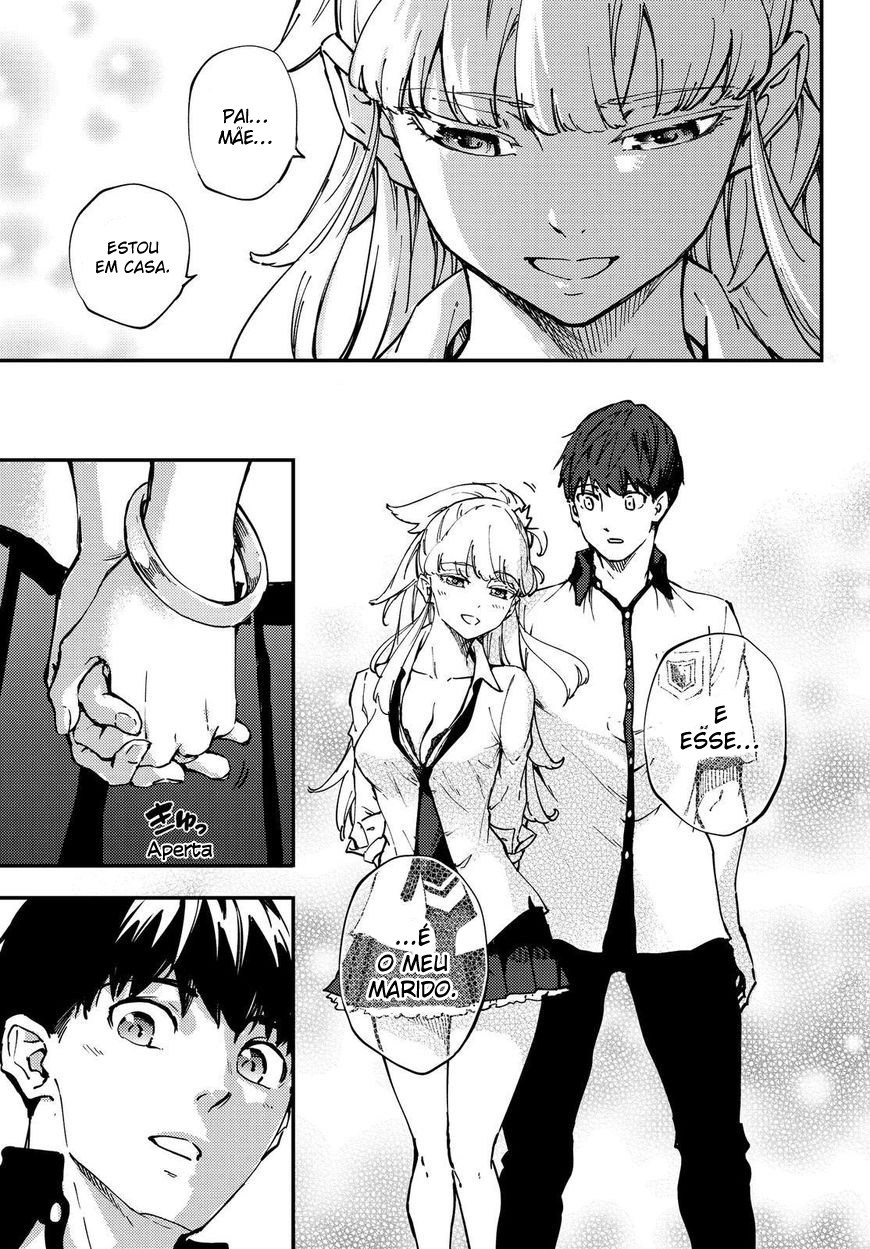 PAI...
MÃE...
ESTOU
EM CASA.
E
ESSE...
...É
O MEU
MARIDO.
きゅっ
Aperta